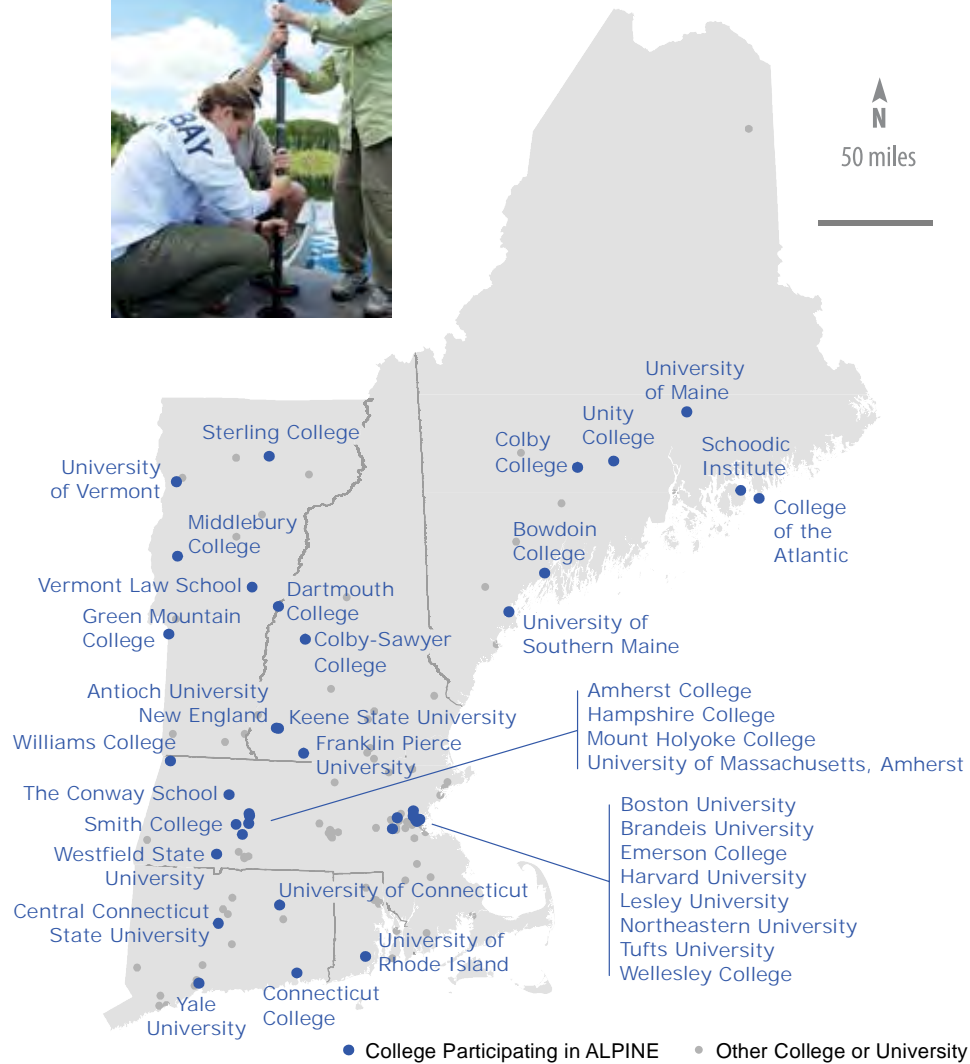 BAY
N
50 miles
University
of Maine
Unity
College
Colby
College
Schoodic
Institute
College
of the
Atlantic
Sterling College
University
of Vermont
Middlebury
College
Bowdoin
College
Vermont Law School
Dartmouth
College
Green Mountain
College
Colby-Sawyer
College
University of
Southern Maine
Antioch University
New England
Keene State University
Williams College
Franklin Pierce
University
Amherst College
Hampshire College
Mount Holyoke College
University of Massachusetts, Amherst
The Conway School
Smith College
Westfield State
University
Boston University
Brandeis University
Emerson College
Harvard University
Lesley University
Northeastern University
Tufts University
Wellesley College
University of Connecticut
Central Connecticut
State University
University of
Rhode Island
Yale
University
Connecticut
College
College Participating in ALPINE
Other College or University